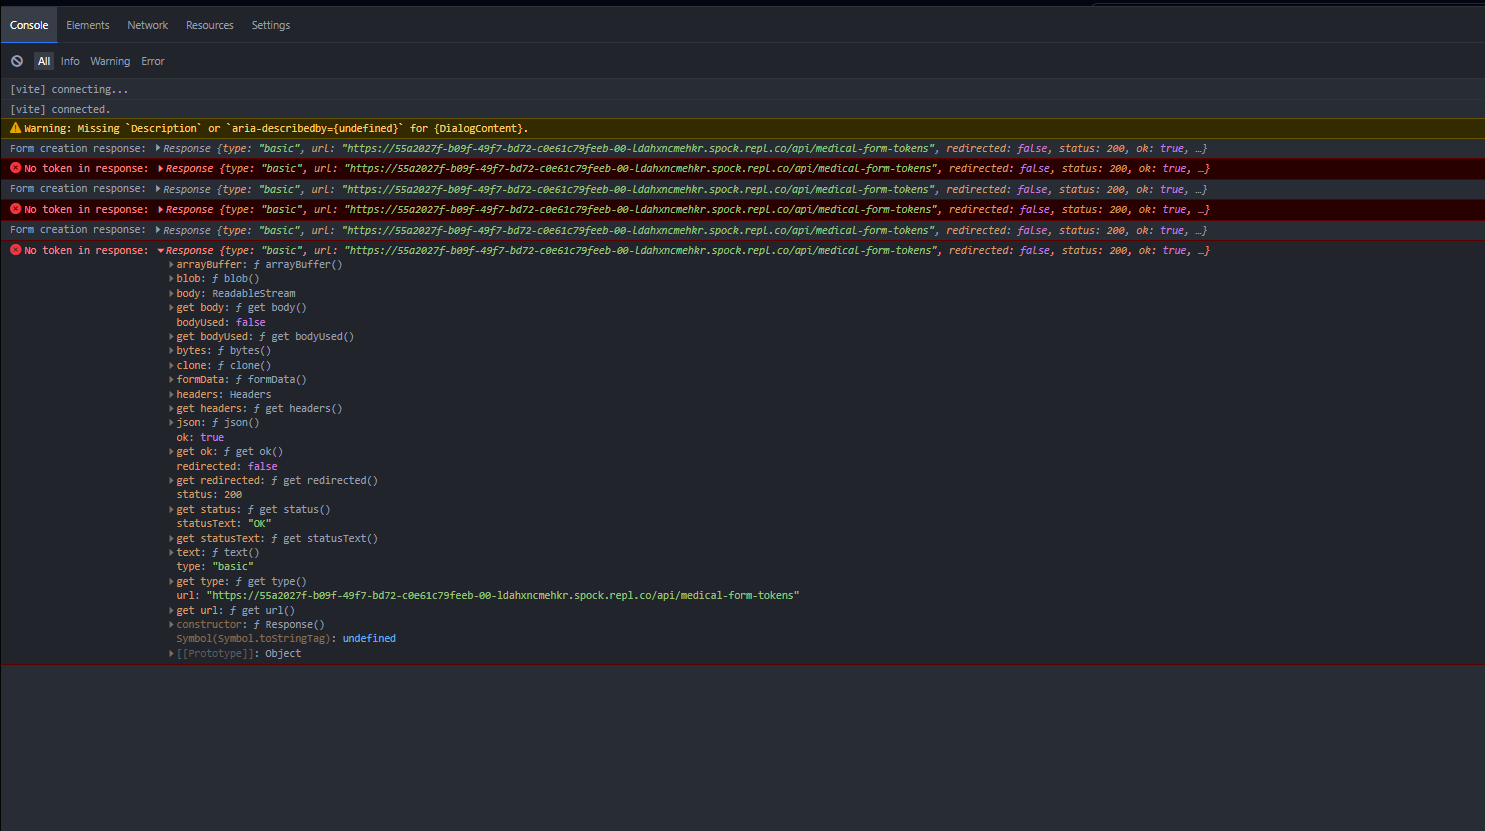 Console Elements Network Resources Settings
All Info Warning Error
[vite] connecting...
[vite] connected.
Warning: Missing `Description` or `aria-describedby={undefined}` for {DialogContent}.
Form creation response: Response {type: "basic", url: "https://55a2027f-b09f-49f7-bd72-c0e61c79feeb-00-ldahxncmehkr.spock.repl.co/api/medical-form-tokens", redirected: false, status: 200, ok: true, …}
No token in response: Response {type: "basic", url: "https://55a2027f-b09f-49f7-bd72-c0e61c79feeb-00-ldahxncmehkr.spock.repl.co/api/medical-form-tokens", redirected: false, status: 200, ok: true, …}
Form creation response: Response {type: "basic", url: "https://55a2027f-b09f-49f7-bd72-c0e61c79feeb-00-ldahxncmehkr.spock.repl.co/api/medical-form-tokens", redirected: false, status: 200, ok: true, …}
No token in response: Response {type: "basic", url: "https://55a2027f-b09f-49f7-bd72-c0e61c79feeb-00-ldahxncmehkr.spock.repl.co/api/medical-form-tokens", redirected: false, status: 200, ok: true, …}
Form creation response: Response {type: "basic", url: "https://55a2027f-b09f-49f7-bd72-c0e61c79feeb-00-ldahxncmehkr.spock.repl.co/api/medical-form-tokens", redirected: false, status: 200, ok: true, …}
No token in response: Response {type: "basic", url: "https://55a2027f-b09f-49f7-bd72-c0e61c79feeb-00-ldahxncmehkr.spock.repl.co/api/medical-form-tokens", redirected: false, status: 200, ok: true, …}
arrayBuffer: ƒ arrayBuffer()
blob: ƒ blob()
body: ReadableStream
get body: ƒ get body()
bodyUsed: false
get bodyUsed: ƒ get bodyUsed()
bytes: ƒ bytes()
clone: ƒ clone()
formData: ƒ formData()
headers: Headers
get headers: ƒ get headers()
json: ƒ json()
ok: true
get ok: ƒ get ok()
redirected: false
get redirected: ƒ get redirected()
status: 200
get status: ƒ get status()
statusText: "OK"
get statusText: ƒ get statusText()
text: ƒ text()
type: "basic"
get type: ƒ get type()
url: "https://55a2027f-b09f-49f7-bd72-c0e61c79feeb-00-ldahxncmehkr.spock.repl.co/api/medical-form-tokens"
get url: ƒ get url()
constructor: ƒ Response()
Symbol(Symbol.toStringTag): undefined
[[Prototype]]: Object